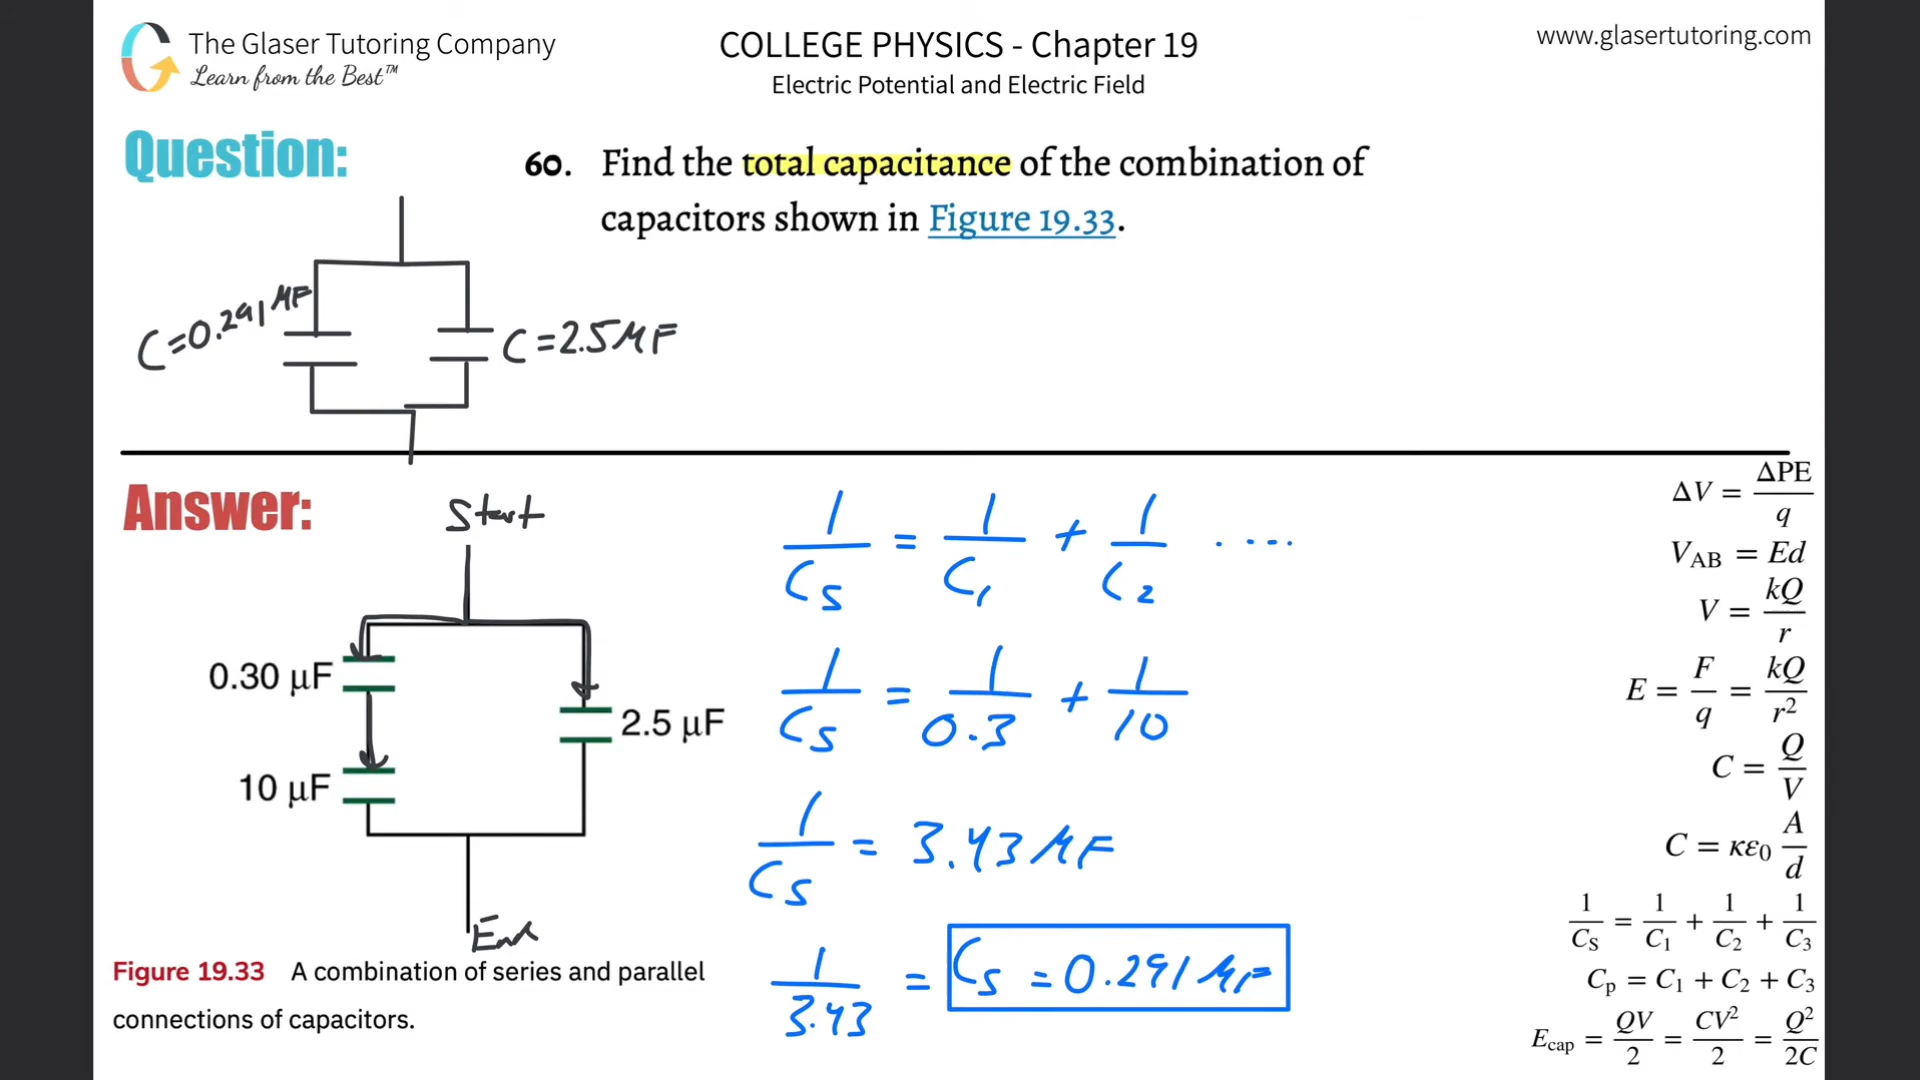 The Glaser Tutoring Company
Learn from the Best™
COLLEGE PHYSICS - Chapter 19
Electric Potential and Electric Field
www.glasertutoring.com
Question:
60. Find the total capacitance of the combination of
capacitors shown in Figure 19.33.
C=0.291 μF
C=2.5μF
Answer:
Start
0.30 μF
10 μF
2.5 μF
End
Figure 19.33 A combination of series and parallel
connections of capacitors.
1/Cs = 1/C1 + 1/C2 ....
1/Cs = 1/0.3 + 1/10
1/Cs = 3.43 μF
1/3.43 = Cs = 0.291 μF
ΔV = ΔPE/q
VAB = Ed
V = kQ/r
E = F/q = kQ/r²
C = Q/V
C = κε₀ A/d
1/CS = 1/C1 + 1/C2 + 1/C3
Cp = C1 + C2 + C3
Ecap = QV/2 = CV²/2 = Q²/2C